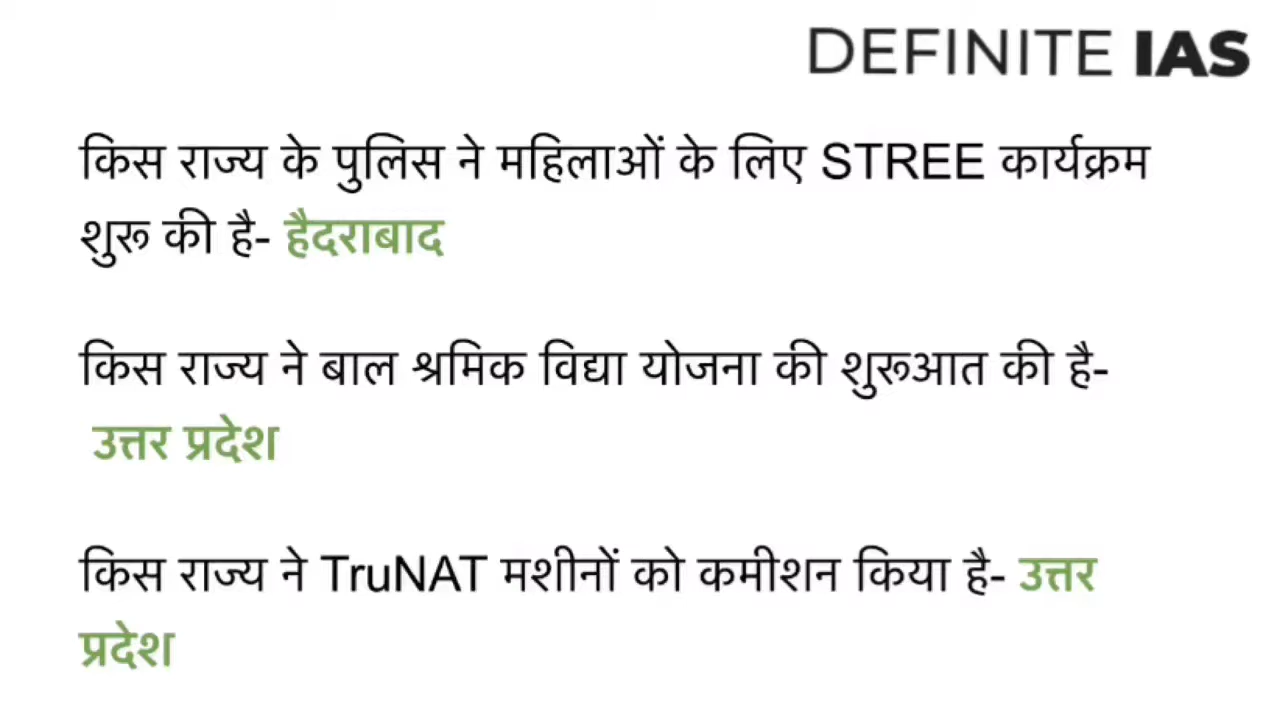 DEFINITE IAS
किस राज्य के पुलिस ने महिलाओं के लिए STREE कार्यक्रम
शुरू की है- हैदराबाद
किस राज्य ने बाल श्रमिक विद्या योजना की शुरूआत की है-
उत्तर प्रदेश
किस राज्य ने TruNAT मशीनों को कमीशन किया है- उत्तर
प्रदेश